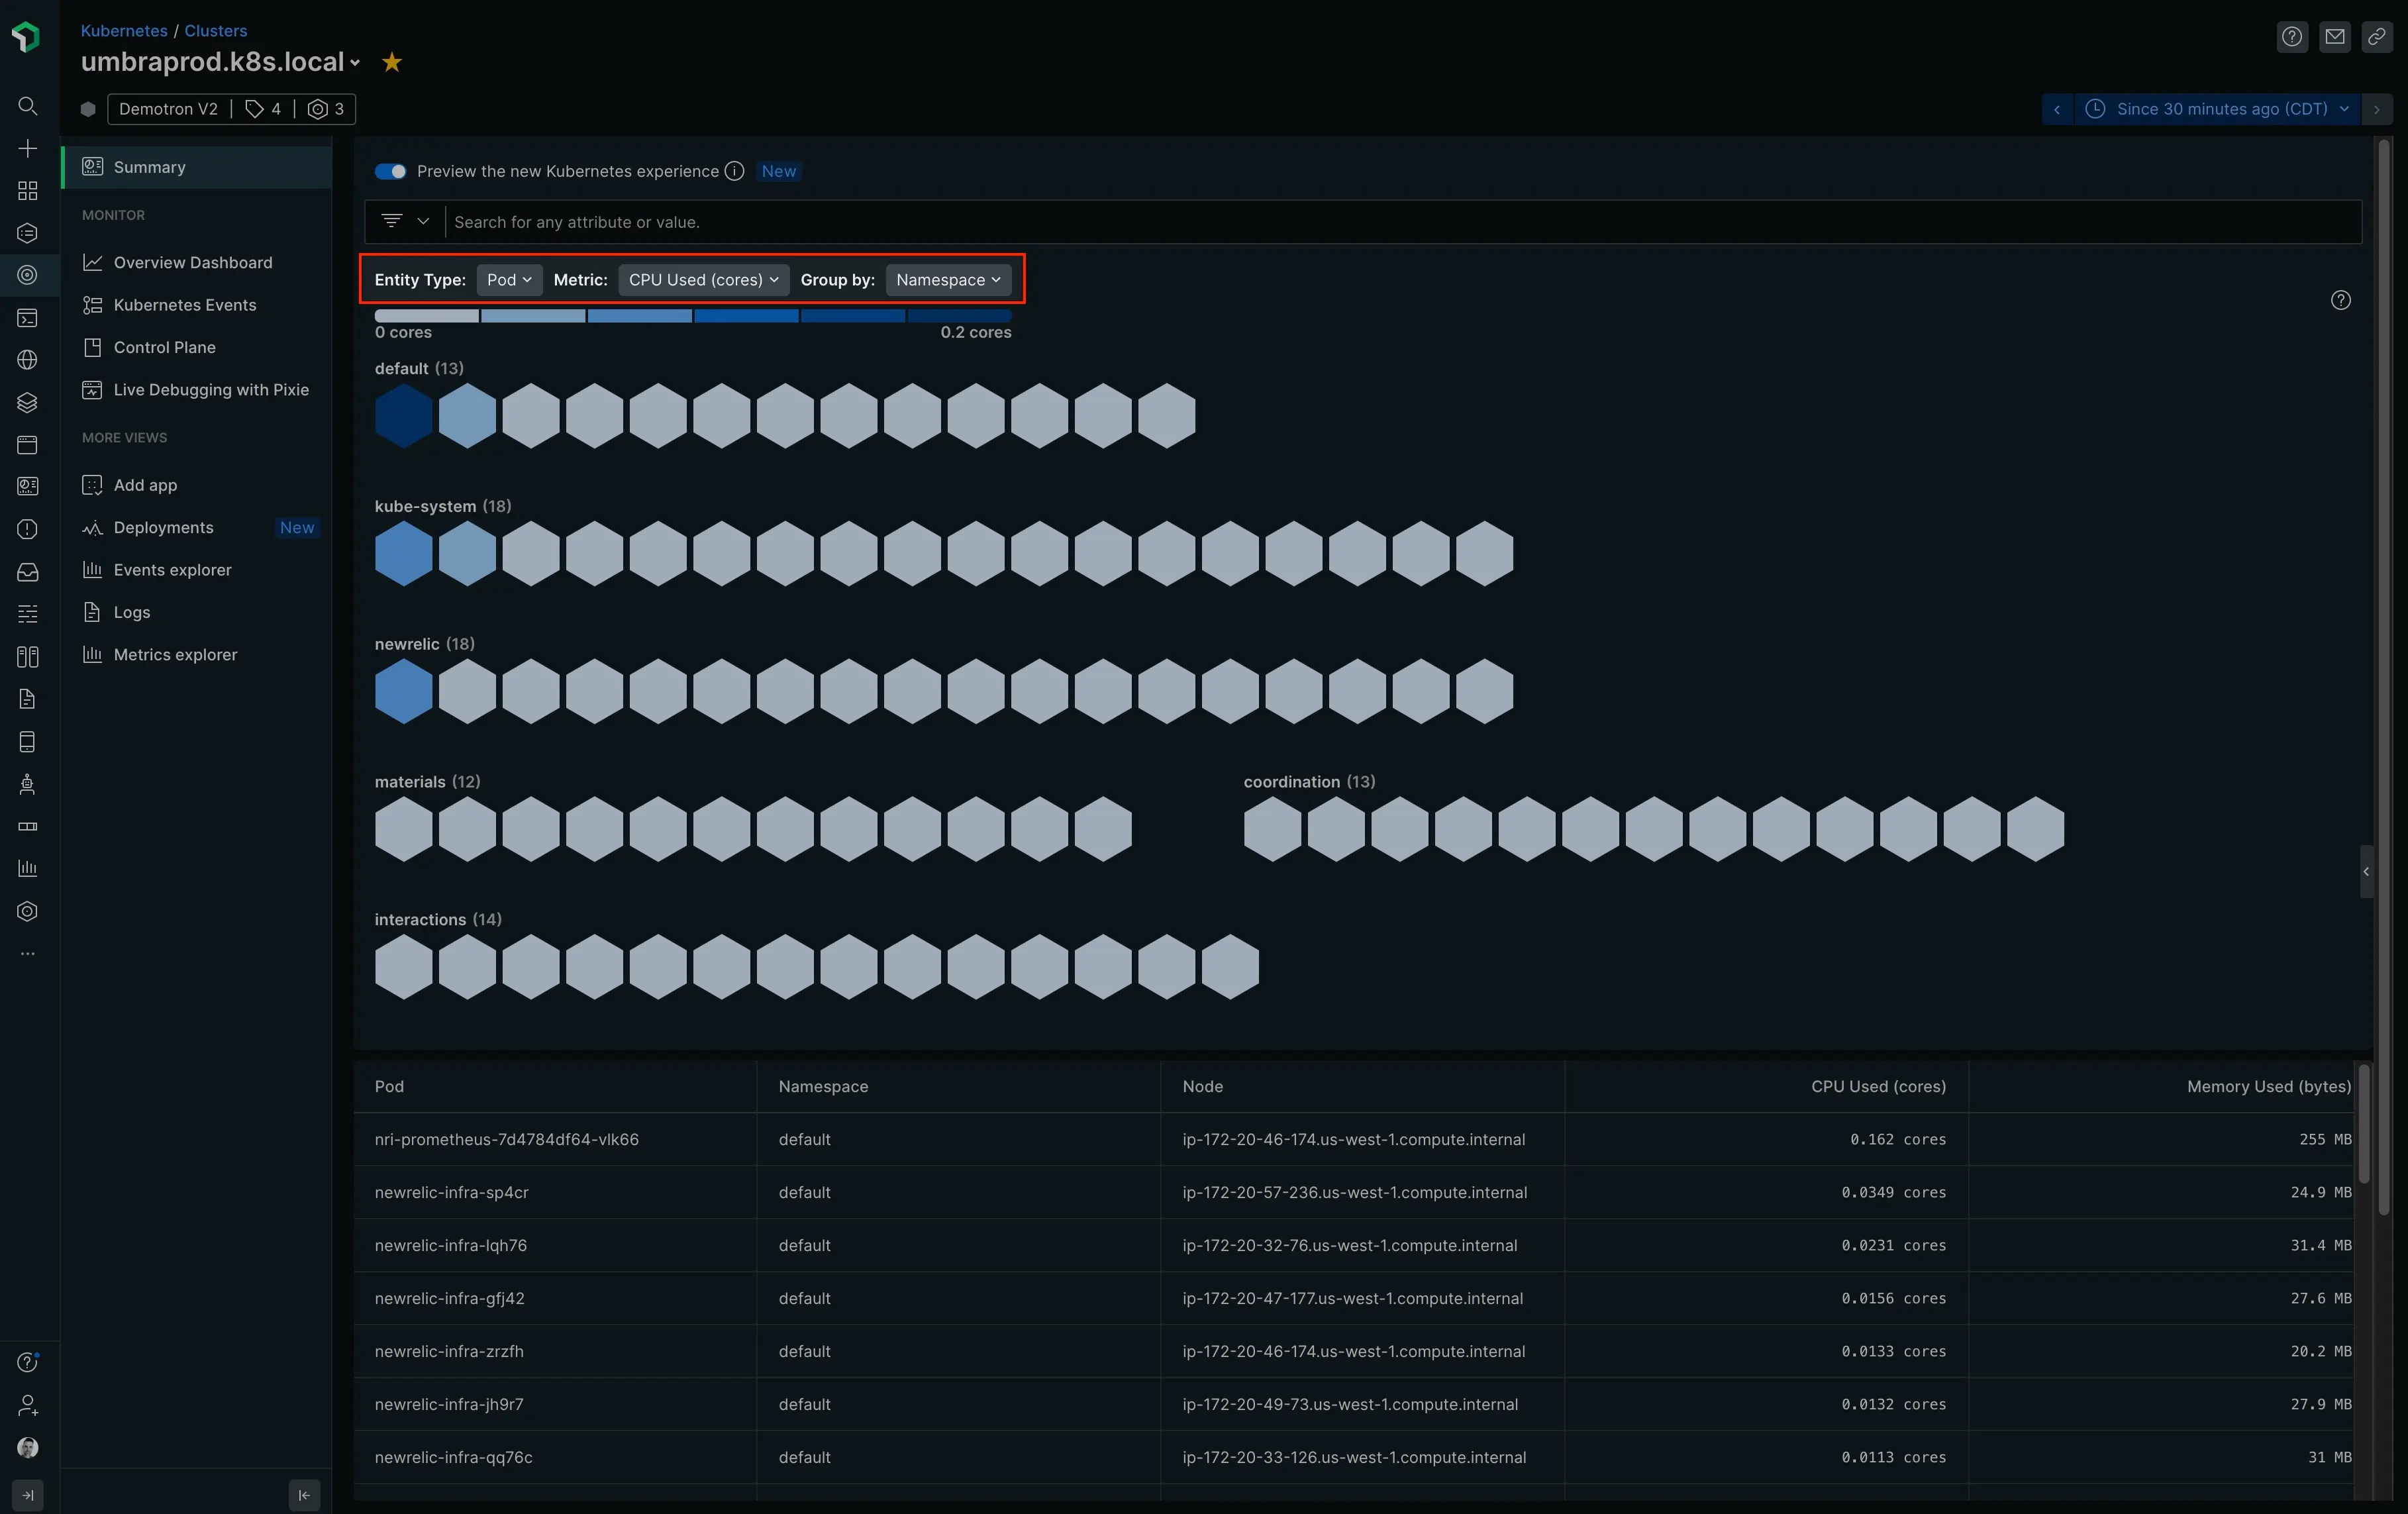 Kubernetes / Clusters
umbraprod.k8s.local
Demotron V2 | 4 | 3
Since 30 minutes ago (CDT)
Summary
MONITOR
Overview Dashboard
Kubernetes Events
Control Plane
Live Debugging with Pixie
MORE VIEWS
Add app
Deployments New
Events explorer
Logs
Metrics explorer
Preview the new Kubernetes experience New
Search for any attribute or value.
Entity Type: Pod Metric: CPU Used (cores) Group by: Namespace
0 cores 0.2 cores
default (13)
kube-system (18)
newrelic (18)
materials (12) coordination (13)
interactions (14)
Pod Namespace Node CPU Used (cores) Memory Used (bytes)
nri-prometheus-7d4784df64-vlk66 default ip-172-20-46-174.us-west-1.compute.internal 0.162 cores 255 MB
newrelic-infra-sp4cr default ip-172-20-57-236.us-west-1.compute.internal 0.0349 cores 24.9 MB
newrelic-infra-lqh76 default ip-172-20-32-76.us-west-1.compute.internal 0.0231 cores 31.4 MB
newrelic-infra-gfj42 default ip-172-20-47-177.us-west-1.compute.internal 0.0156 cores 27.6 MB
newrelic-infra-zrzfh default ip-172-20-46-174.us-west-1.compute.internal 0.0133 cores 20.2 MB
newrelic-infra-jh9r7 default ip-172-20-49-73.us-west-1.compute.internal 0.0132 cores 27.9 MB
newrelic-infra-qq76c default ip-172-20-33-126.us-west-1.compute.internal 0.0113 cores 31 MB